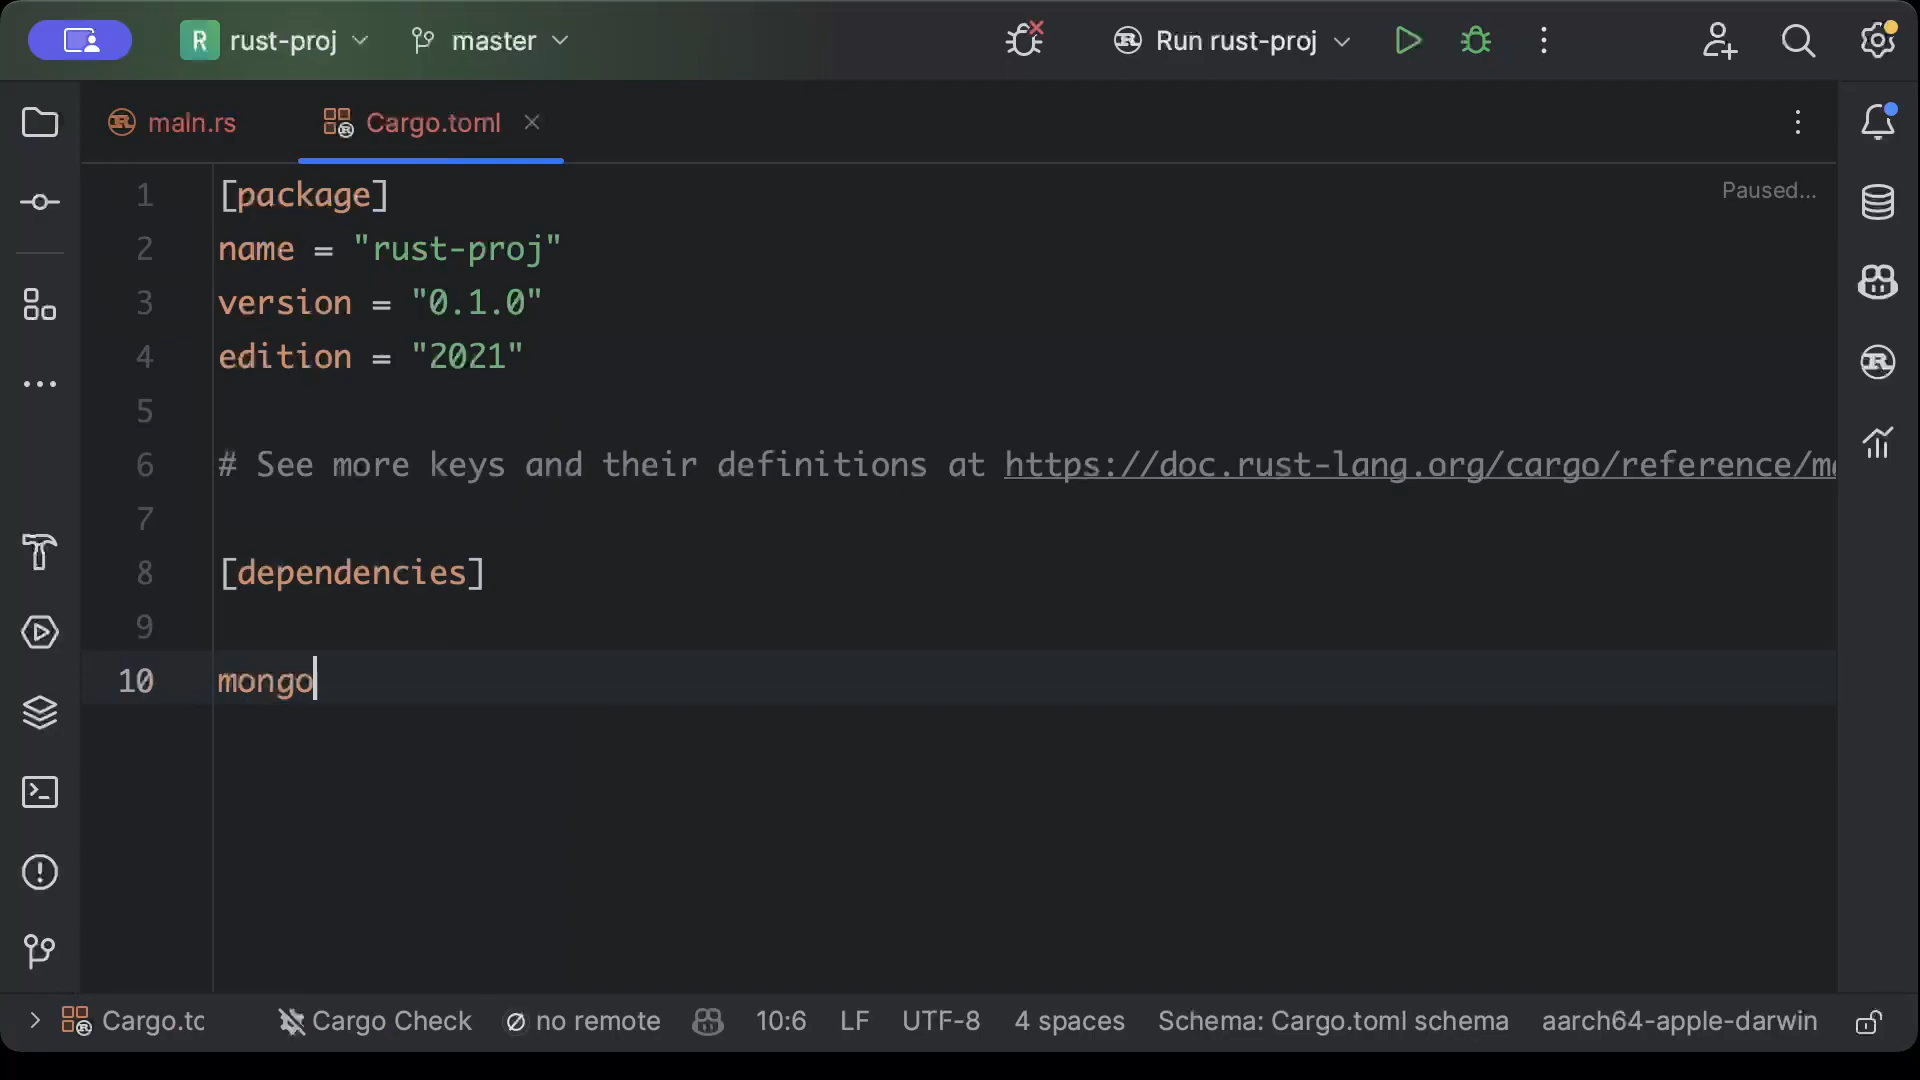 R rust-proj master Run rust-proj
maln.rs Cargo.toml
Paused...
1 [package]
2 name = "rust-proj"
3 version = "0.1.0"
4 edition = "2021"
5
6 # See more keys and their definitions at https://doc.rust-lang.org/cargo/reference/m
7
8 [dependencies]
9
10 mongo
Cargo.to Cargo Check no remote 10:6 LF UTF-8 4 spaces Schema: Cargo.toml schema aarch64-apple-darwin